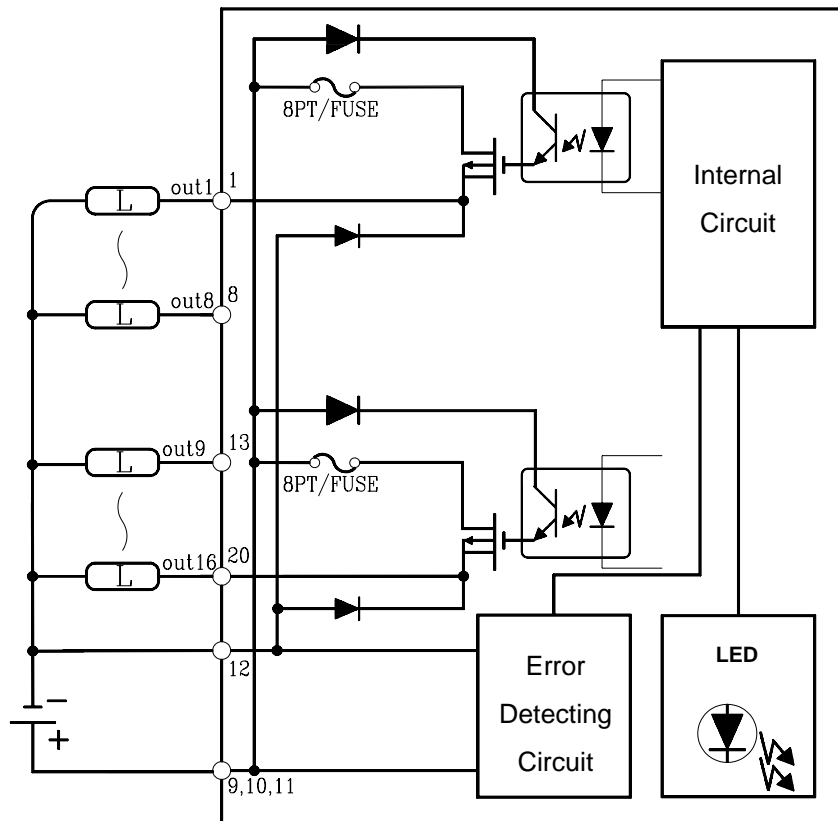 8PT/FUSE
Internal
Circuit
L
out1
1
L
out8
8
L
out9
13
8PT/FUSE
L
out16
20
12
Error
Detecting
Circuit
LED
−
+
9,10,11